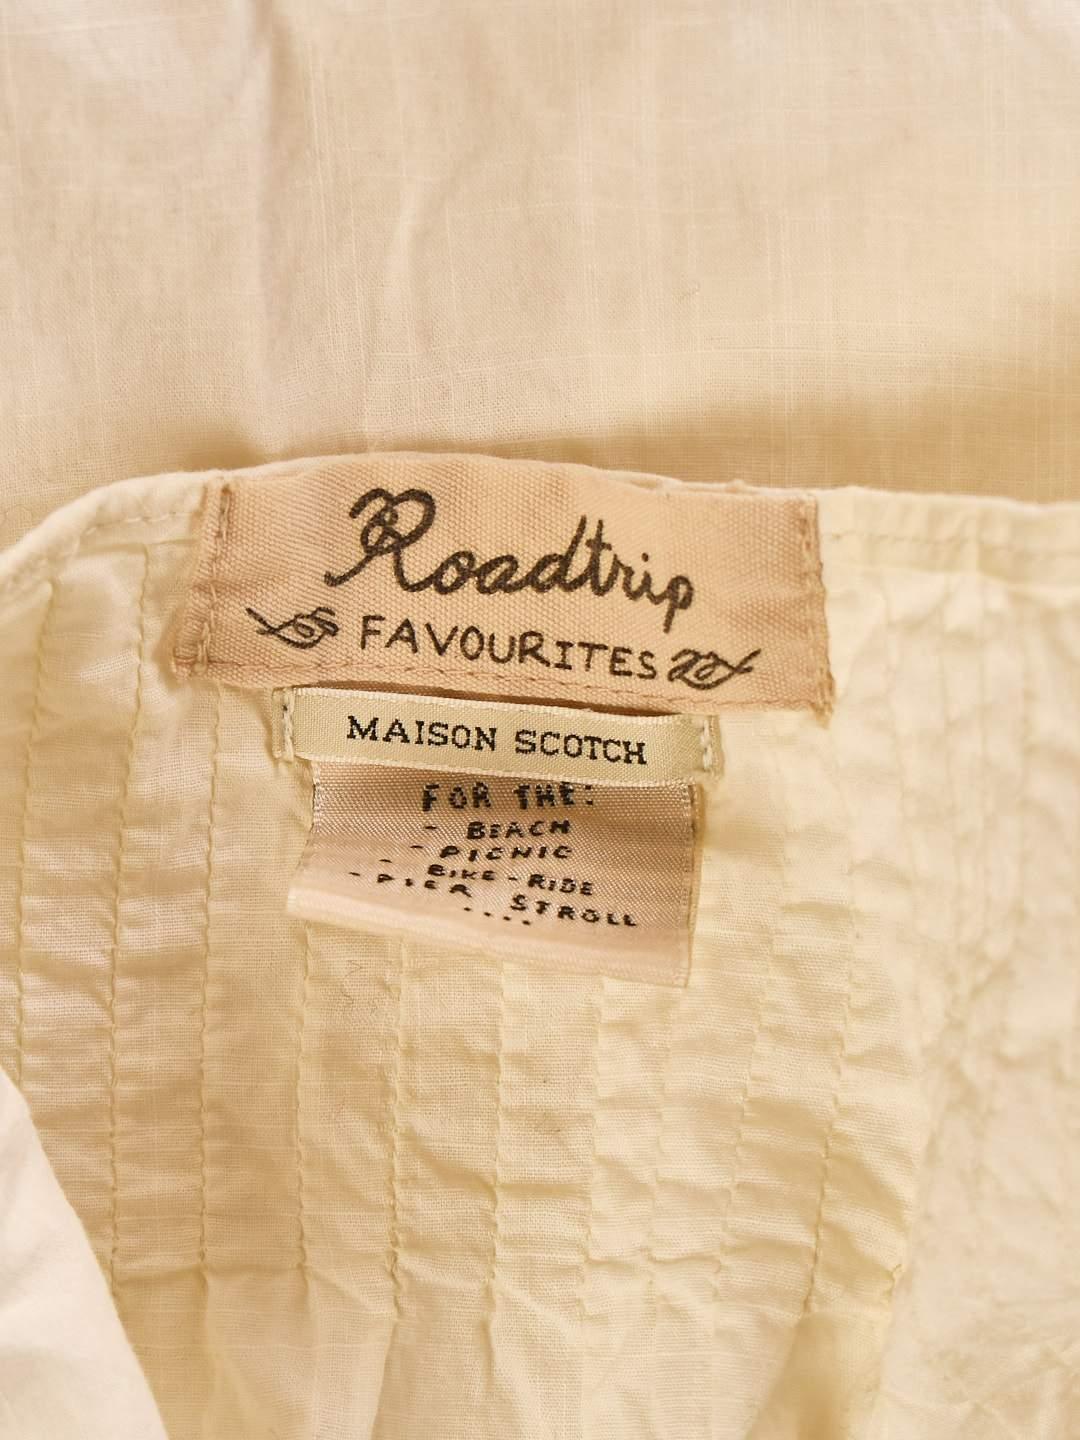 Roadtrip
FAVOURITES
MAISON SCOTCH
FOR THE:
- BEACH
- PICNIC
- BIKE-RIDE
- PIER STROLL
....